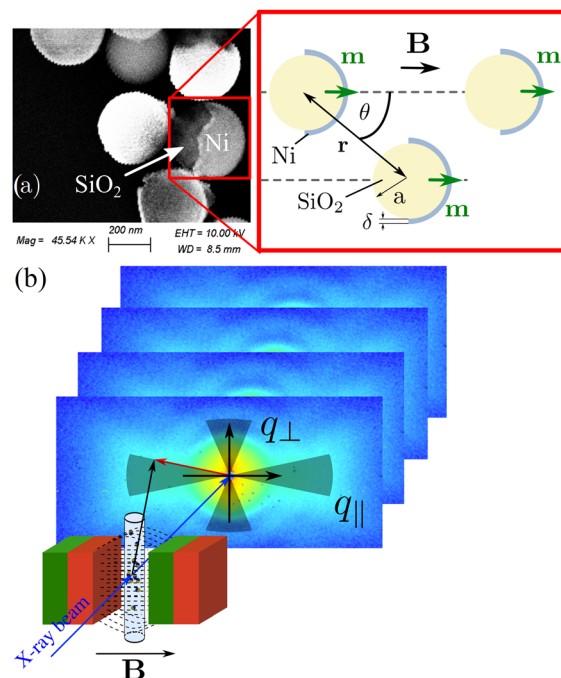 (a)
Ni
SiO₂
Mag = 45.54 K X
200 nm
EHT = 10.00 kV
WD = 8.5 mm
B
m
m
θ
r
Ni
SiO₂
a
m
δ
(b)
q⊥
q||
X-ray beam
B